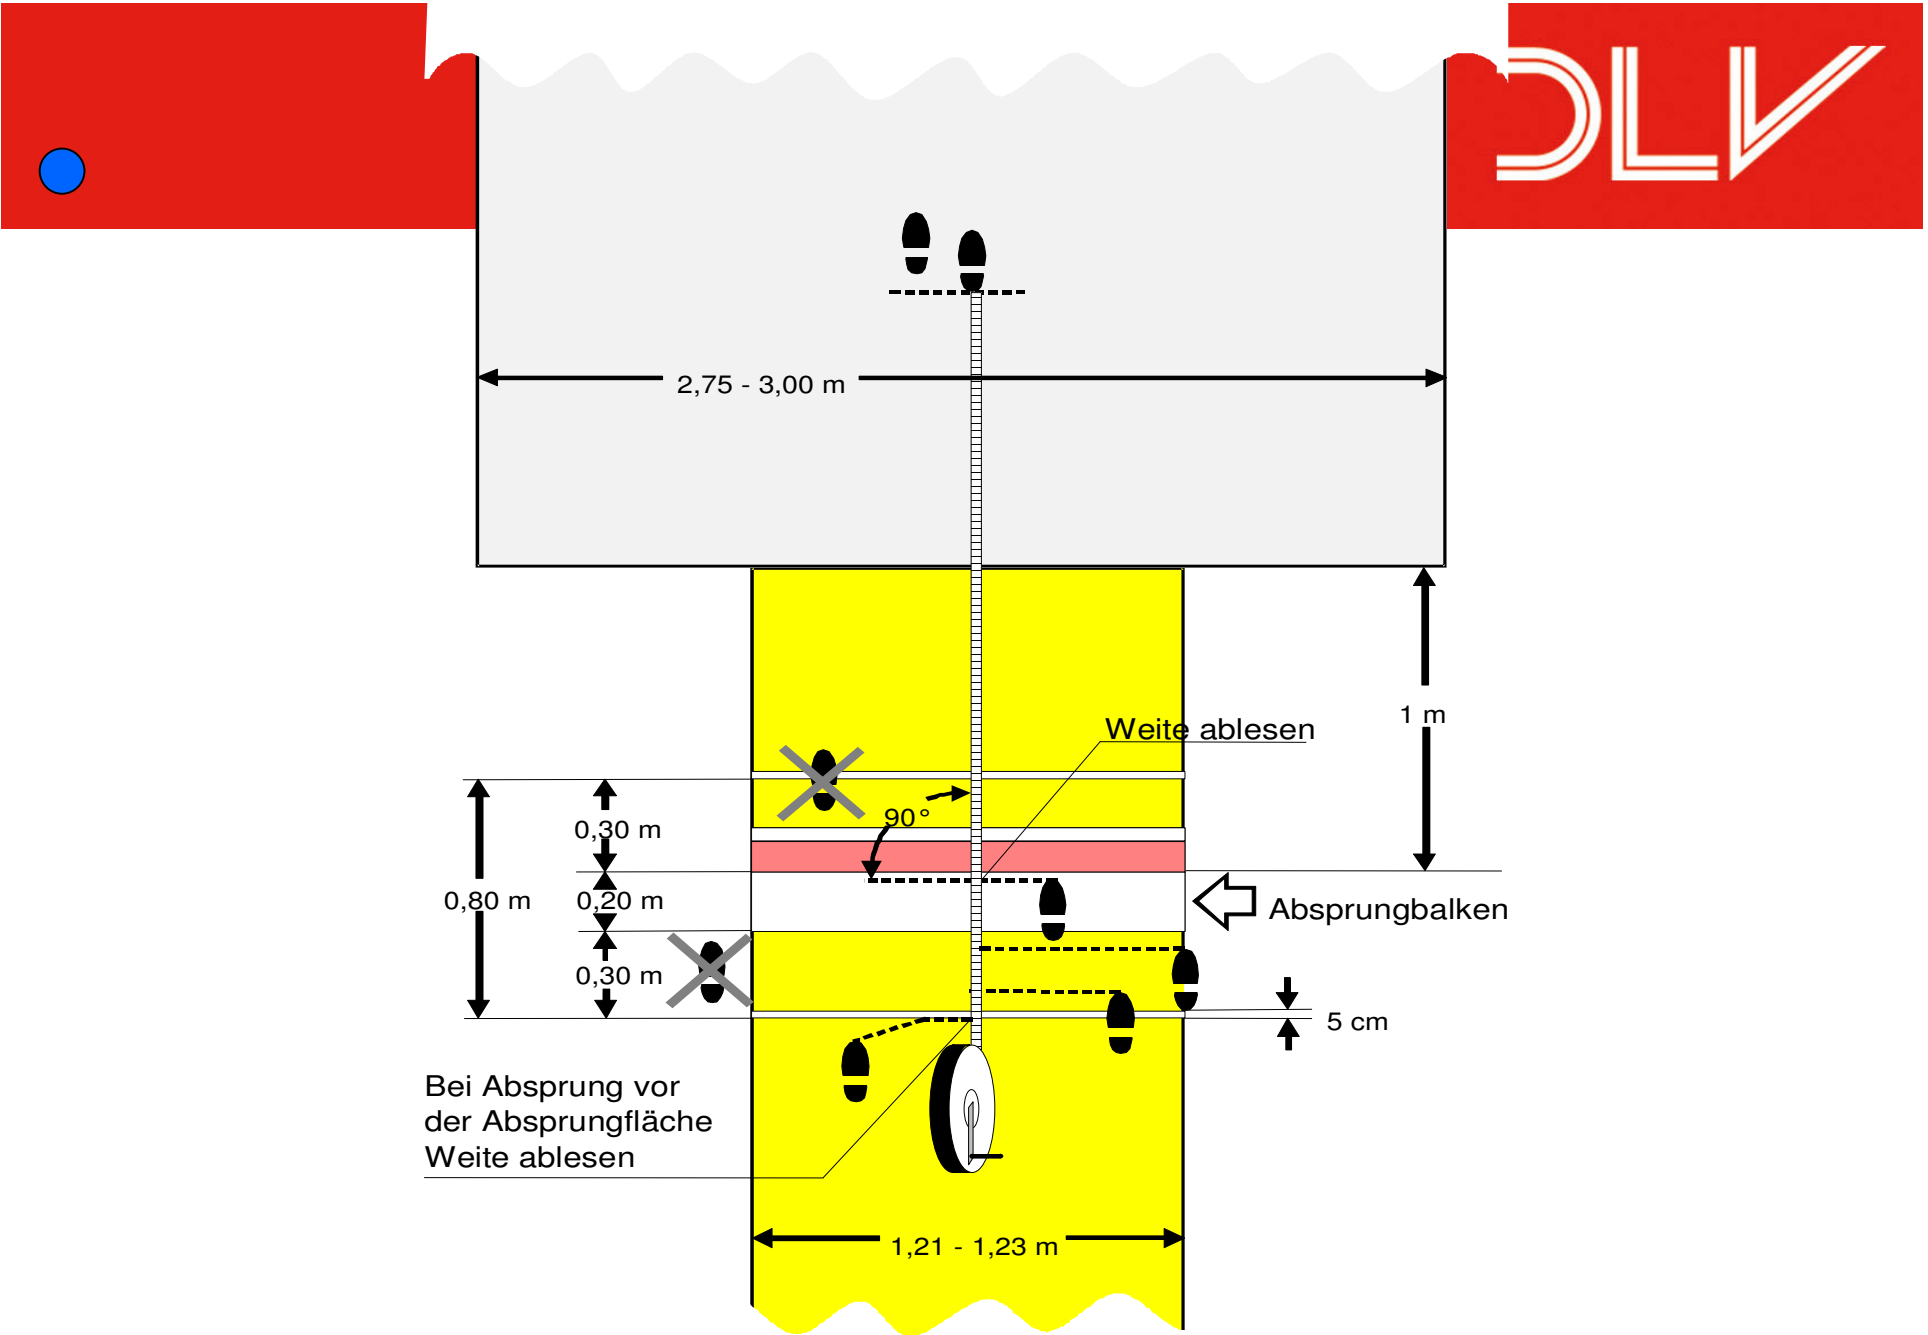 DLV
2,75 - 3,00 m
Weite ablesen
1 m
90°
0,30 m
0,80 m
0,20 m
Absprungbalken
0,30 m
5 cm
Bei Absprung vor
der Absprungfläche
Weite ablesen
1,21 - 1,23 m